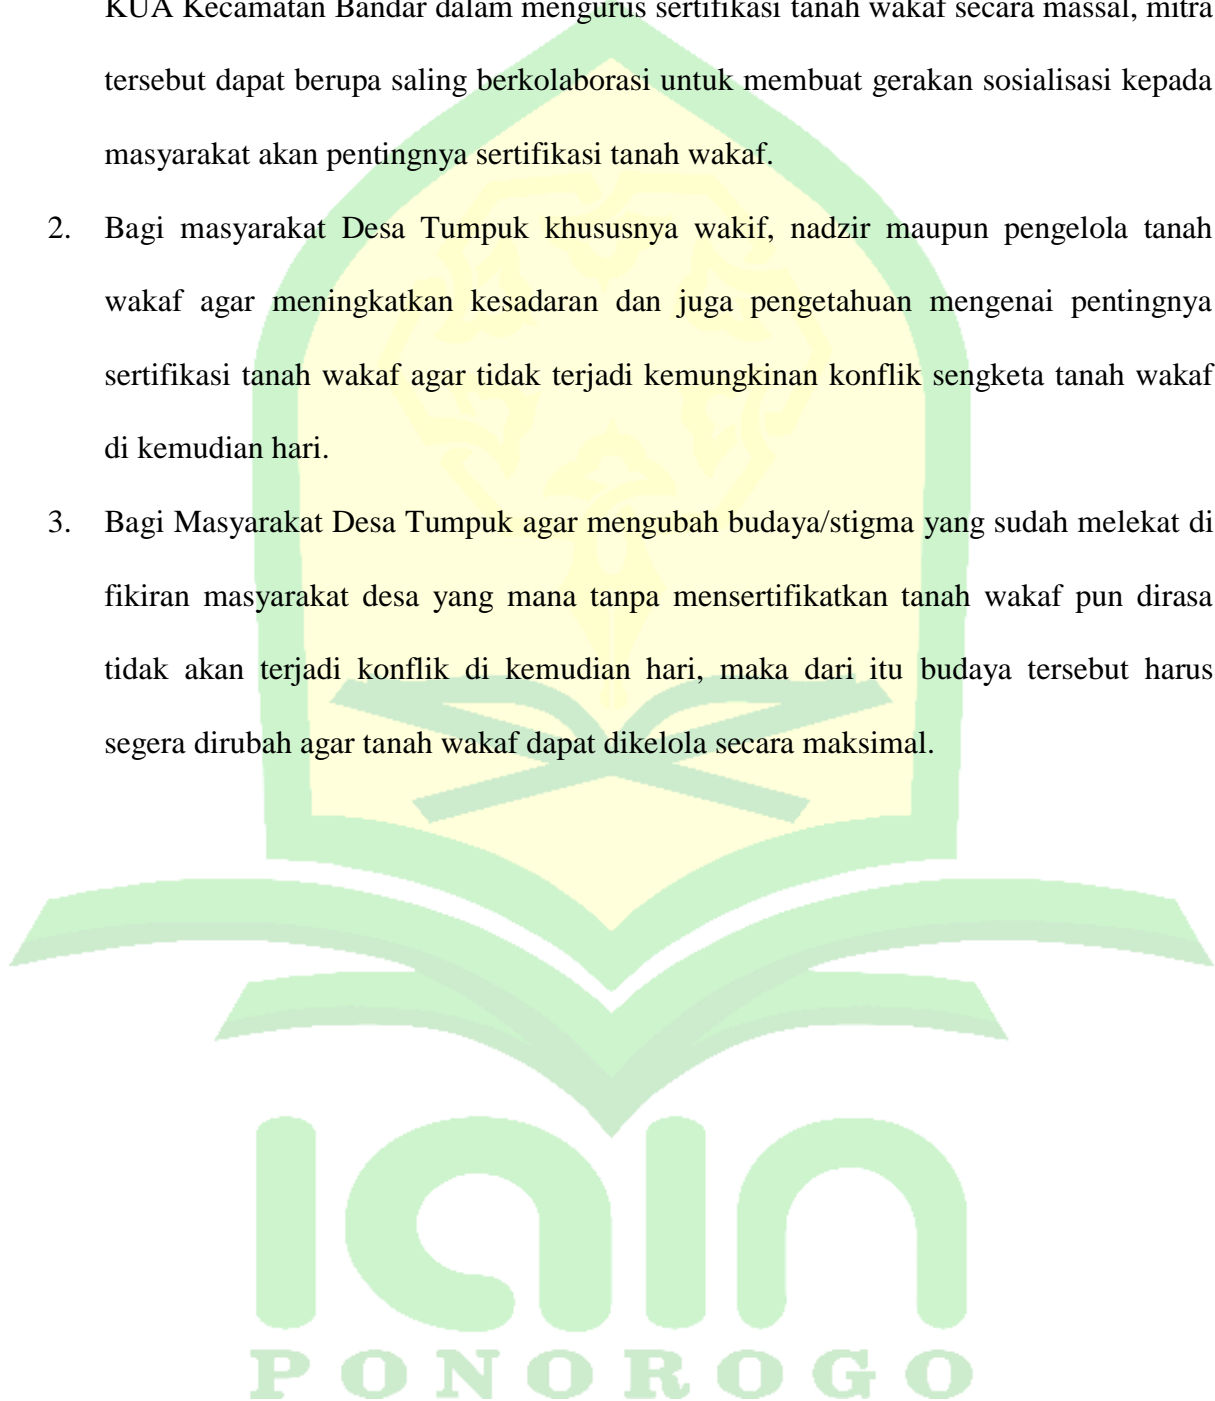 KUA Kecamatan Bandar dalam mengurus sertifikasi tanah wakaf secara massal, mitra
tersebut dapat berupa saling berkolaborasi untuk membuat gerakan sosialisasi kepada
masyarakat akan pentingnya sertifikasi tanah wakaf.
2. Bagi masyarakat Desa Tumpuk khususnya wakif, nadzir maupun pengelola tanah
wakaf agar meningkatkan kesadaran dan juga pengetahuan mengenai pentingnya
sertifikasi tanah wakaf agar tidak terjadi kemungkinan konflik sengketa tanah wakaf
di kemudian hari.
3. Bagi Masyarakat Desa Tumpuk agar mengubah budaya/stigma yang sudah melekat di
fikiran masyarakat desa yang mana tanpa mensertifikatkan tanah wakaf pun dirasa
tidak akan terjadi konflik di kemudian hari, maka dari itu budaya tersebut harus
segera dirubah agar tanah wakaf dapat dikelola secara maksimal.
iain
PONOROGO